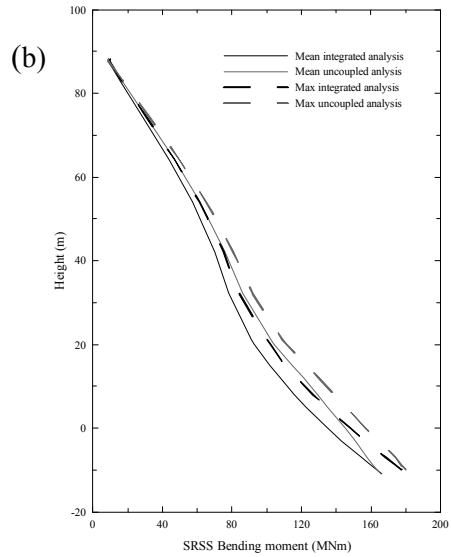 (b)
100
80
60
40
20
0
-20
Height (m)
Mean integrated analysis
Mean uncoupled anlysis
Max integrated analysis
Max uncoupled analysis
0 40 80 120 160 200
SRSS Bending moment (MNm)